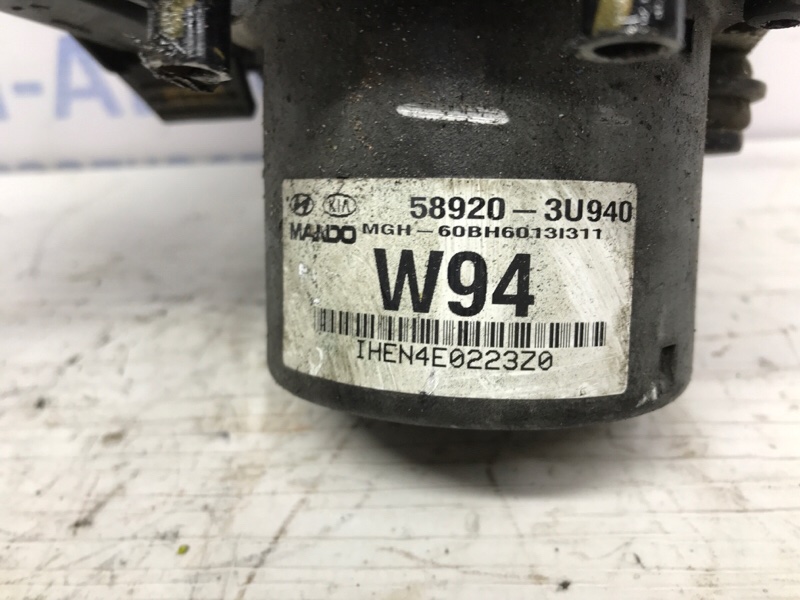 KIA 58920-3U940
MANDO MGH-60BH6013I311
W94
IHEN4E0223Z0